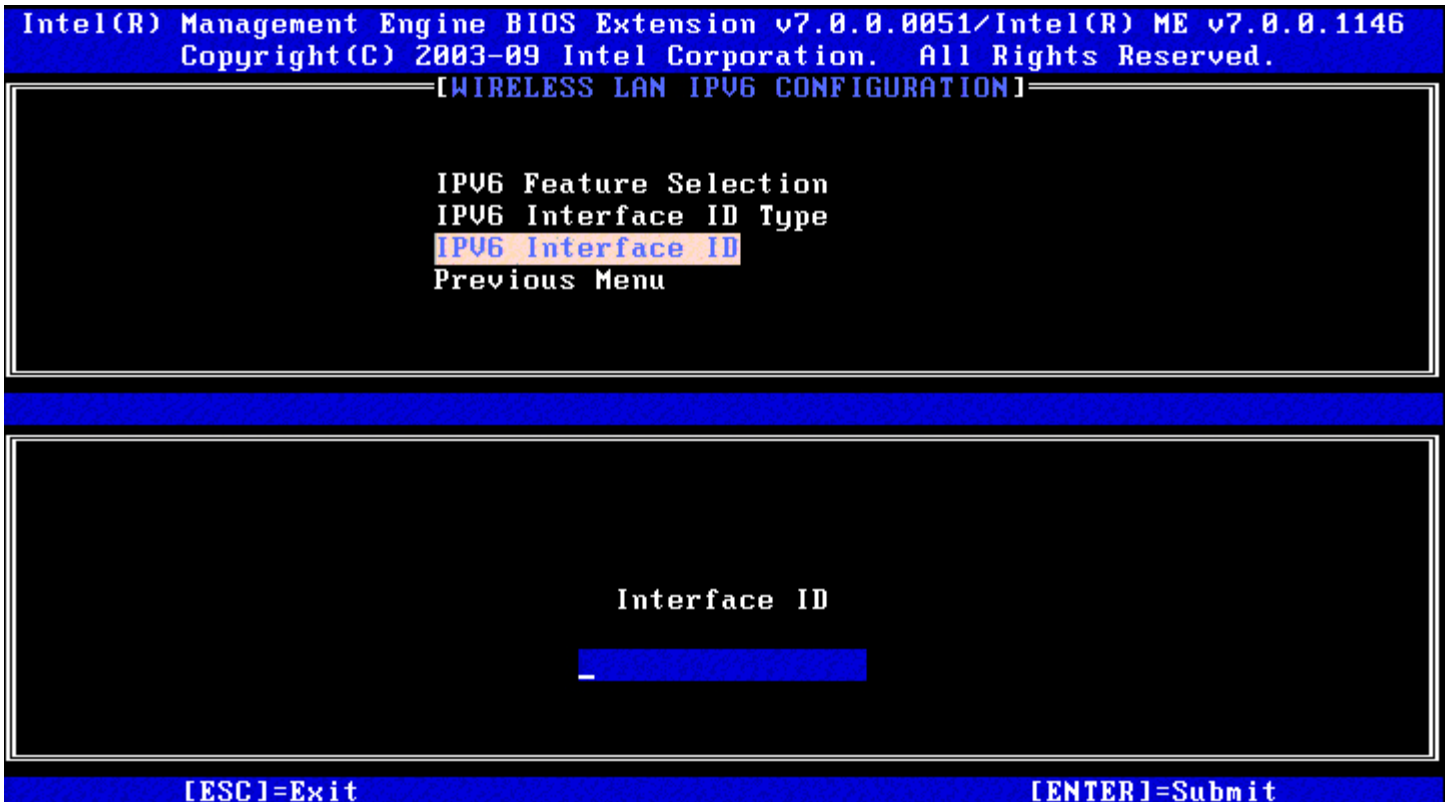 Intel(R) Management Engine BIOS Extension v7.0.0.0051/Intel(R) ME v7.0.0.1146
Copyright(C) 2003-09 Intel Corporation. All Rights Reserved.
[WIRELESS LAN IPV6 CONFIGURATION]
IPV6 Feature Selection
IPV6 Interface ID Type
IPV6 Interface ID
Previous Menu
Interface ID
[ESC]=Exit [ENTER]=Submit